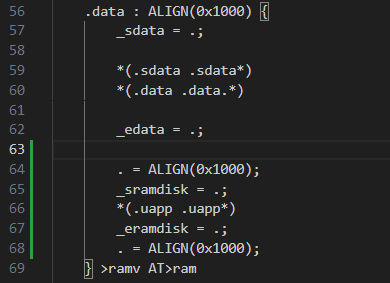 56 .data : ALIGN(0x1000) {
57 _sdata = .;
58
59 *(.sdata .sdata*)
60 *(.data .data.*)
61
62 _edata = .;
63
64 . = ALIGN(0x1000);
65 _sramdisk = .;
66 *(.uapp .uapp*)
67 _eramdisk = .;
68 . = ALIGN(0x1000);
69 } >ramv AT>ram